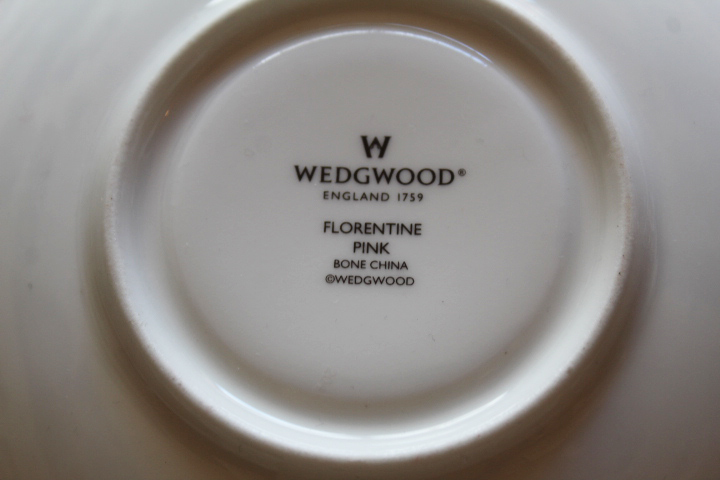 W
WEDGWOOD®
ENGLAND 1759
FLORENTINE
PINK
BONE CHINA
©WEDGWOOD